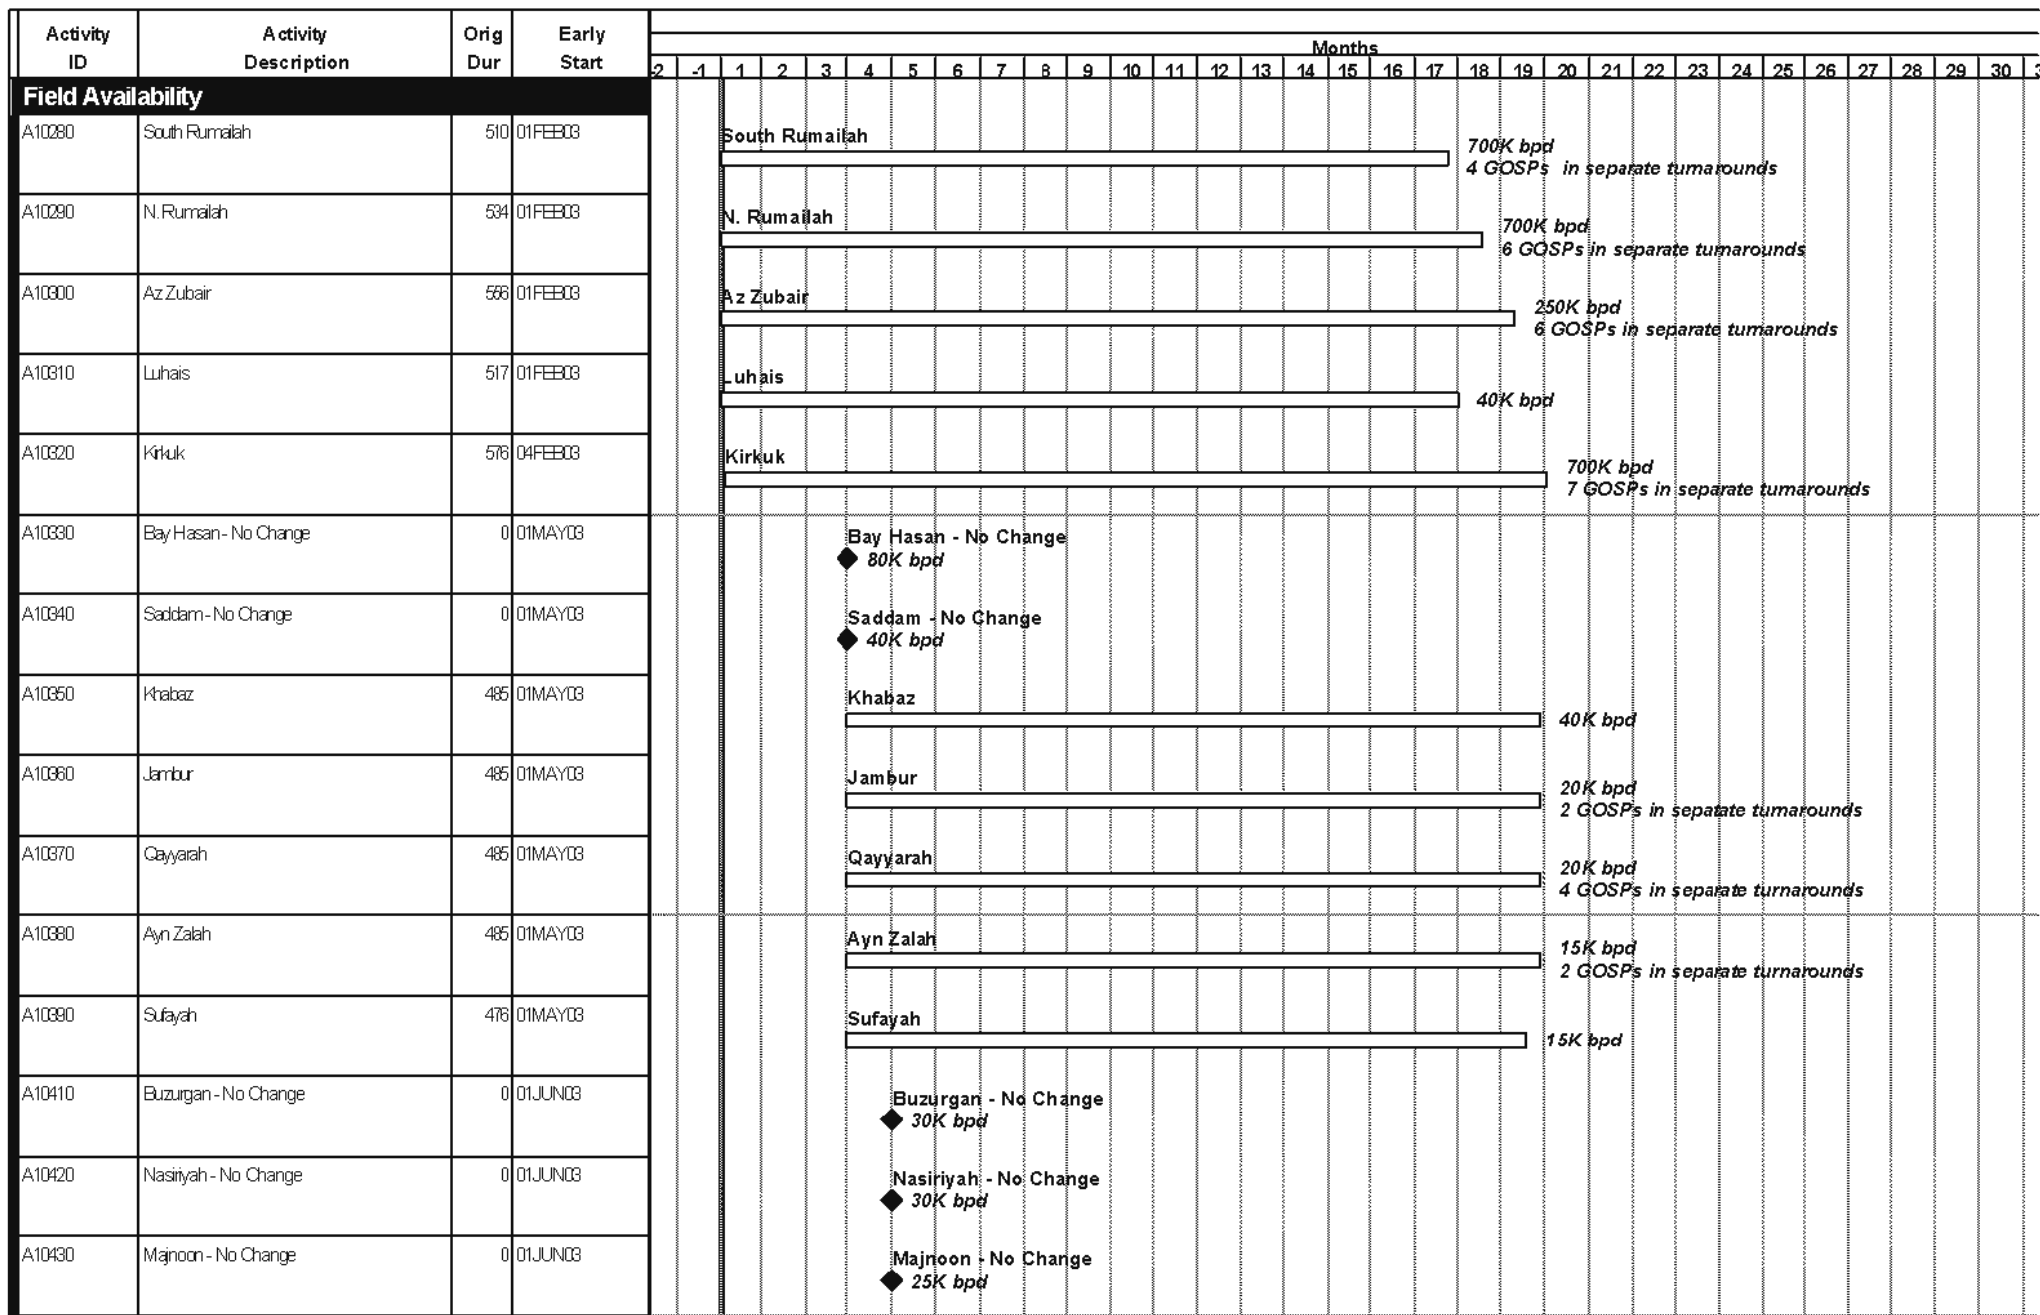 Activity ID Activity Description Orig Dur Early Start
Months
-2 -1 1 2 3 4 5 6 7 8 9 10 11 12 13 14 15 16 17 18 19 20 21 22 23 24 25 26 27 28 29 30
Field Availability
A10280 South Rumailah 510 01FEB03
South Rumailah
700K bpd
4 GOSPs in separate turnarounds
A10290 N. Rumailah 534 01FEB03
N. Rumailah
700K bpd
6 GOSPs in separate turnarounds
A10300 Az Zubair 556 01FEB03
Az Zubair
250K bpd
6 GOSPs in separate turnarounds
A10310 Luhais 517 01FEB03
Luhais
40K bpd
A10320 Kirkuk 576 04FEB03
Kirkuk
700K bpd
7 GOSPs in separate turnarounds
A10330 Bay Hasan - No Change 0 01MAY03
Bay Hasan - No Change
80K bpd
A10340 Saddam - No Change 0 01MAY03
Saddam - No Change
40K bpd
A10350 Khabaz 485 01MAY03
Khabaz
40K bpd
A10360 Jambur 485 01MAY03
Jambur
20K bpd
2 GOSPs in sepatate turnarounds
A10370 Qayyarah 485 01MAY03
Qayyarah
20K bpd
4 GOSPs in separate turnarounds
A10380 Ayn Zalah 485 01MAY03
Ayn Zalah
15K bpd
2 GOSPs in separate turnarounds
A10390 Sufayah 476 01MAY03
Sufayah
15K bpd
A10410 Buzurgan - No Change 0 01JUN03
Buzurgan - No Change
30K bpd
A10420 Nasiriyah - No Change 0 01JUN03
Nasiriyah - No Change
30K bpd
A10430 Majnoon - No Change 0 01JUN03
Majnoon - No Change
25K bpd